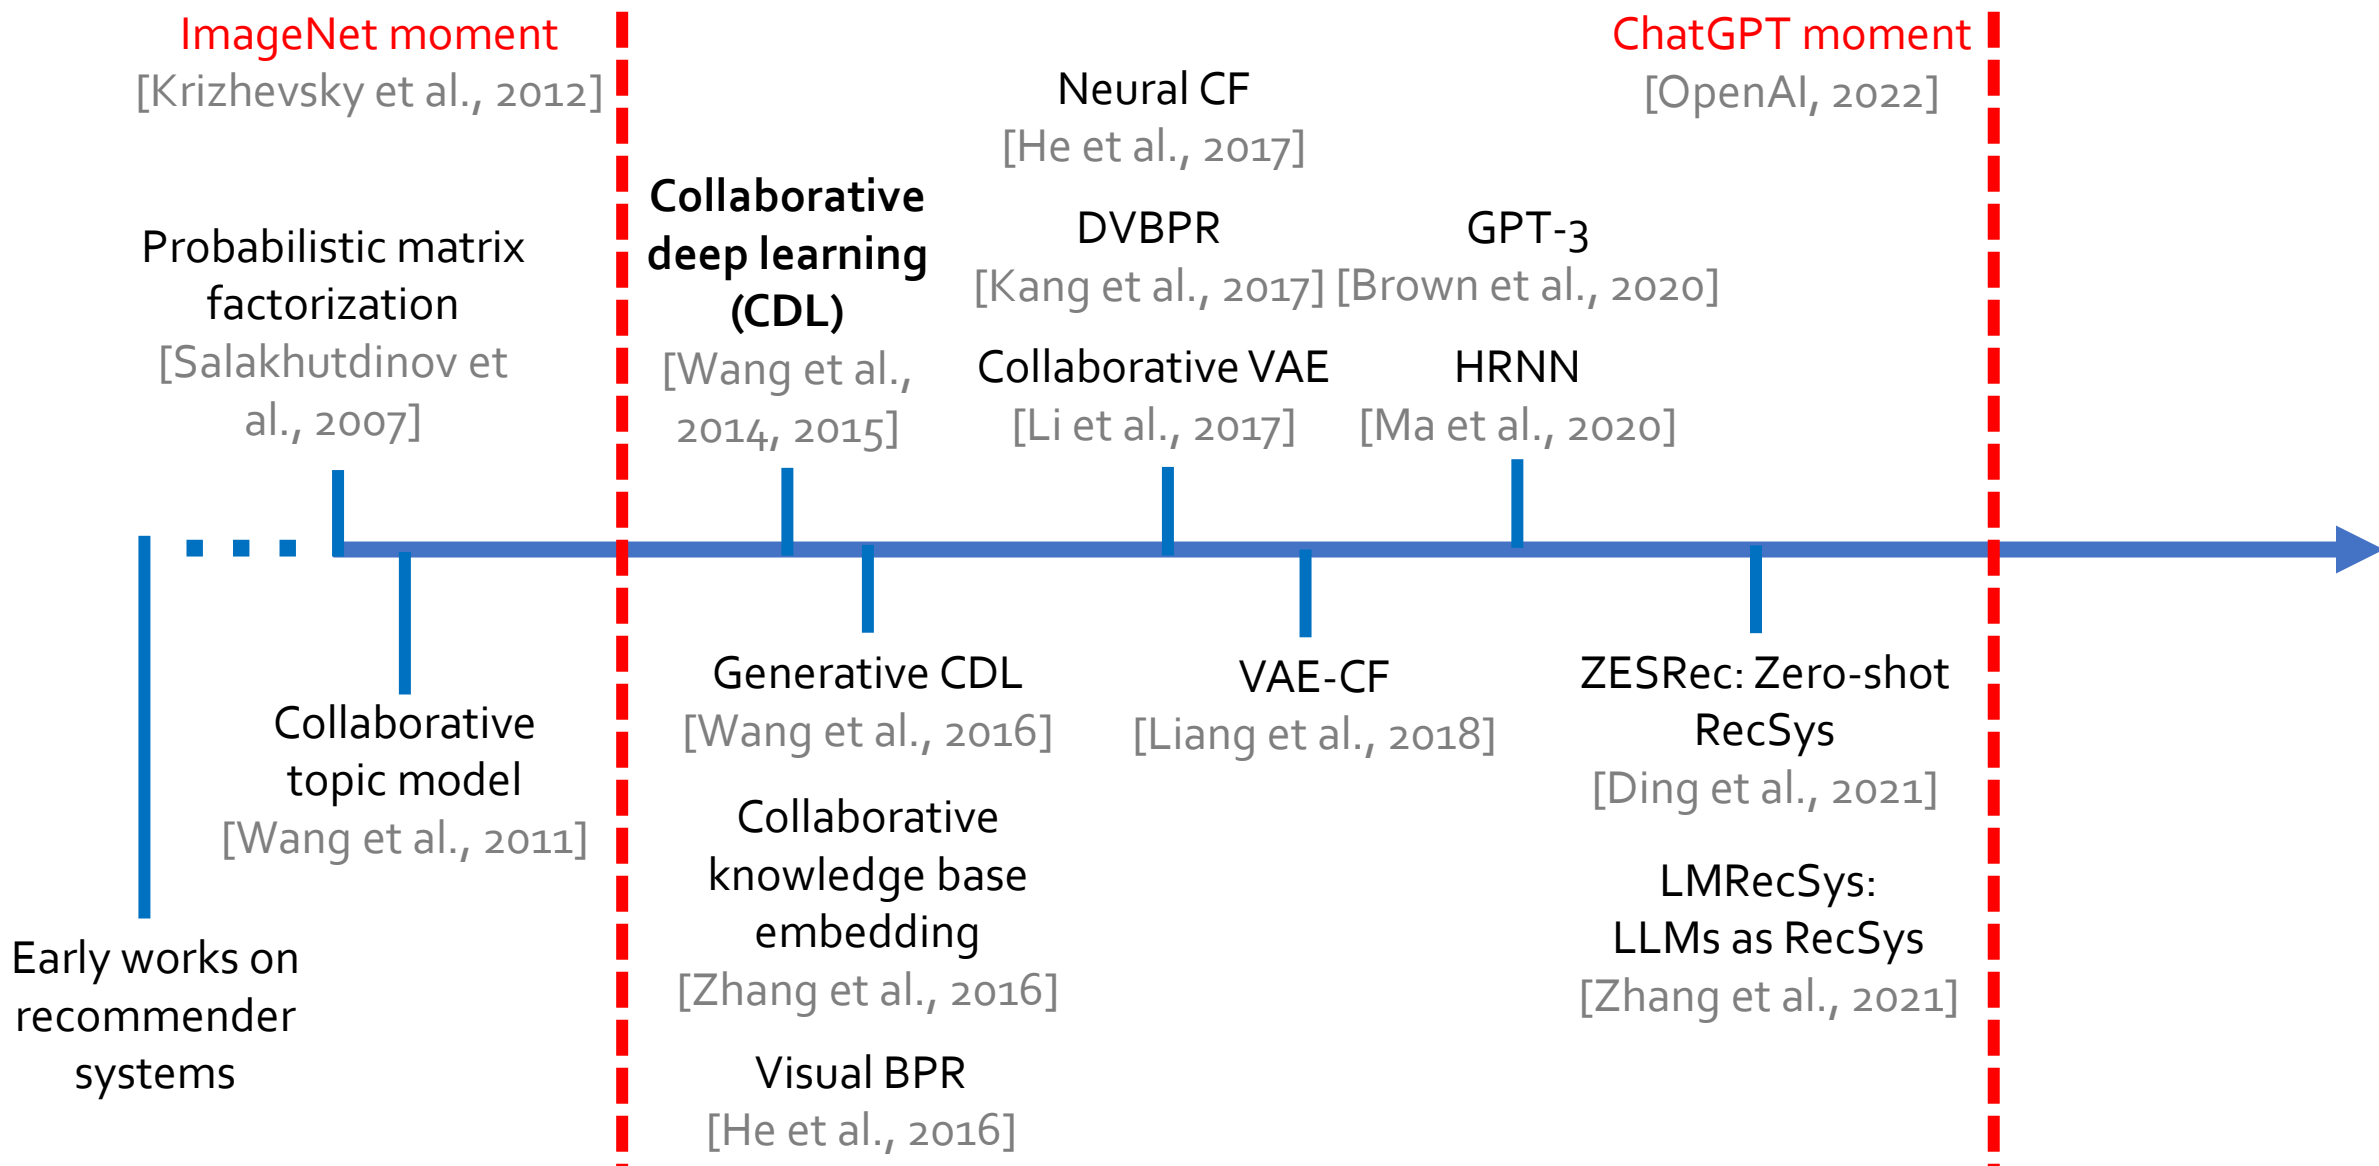 ImageNet moment
[Krizhevsky et al., 2012]
ChatGPT moment
[OpenAI, 2022]
Probabilistic matrix
factorization
[Salakhutdinov et
al., 2007]
Collaborative
deep learning
(CDL)
[Wang et al.,
2014, 2015]
Neural CF
[He et al., 2017]
DVBPR
[Kang et al., 2017]
Collaborative VAE
[Li et al., 2017]
GPT-3
[Brown et al., 2020]
HRNN
[Ma et al., 2020]
Early works on
recommender
systems
Collaborative
topic model
[Wang et al., 2011]
Generative CDL
[Wang et al., 2016]
Collaborative
knowledge base
embedding
[Zhang et al., 2016]
Visual BPR
[He et al., 2016]
VAE-CF
[Liang et al., 2018]
ZESRec: Zero-shot
RecSys
[Ding et al., 2021]
LMRecSys:
LLMs as RecSys
[Zhang et al., 2021]